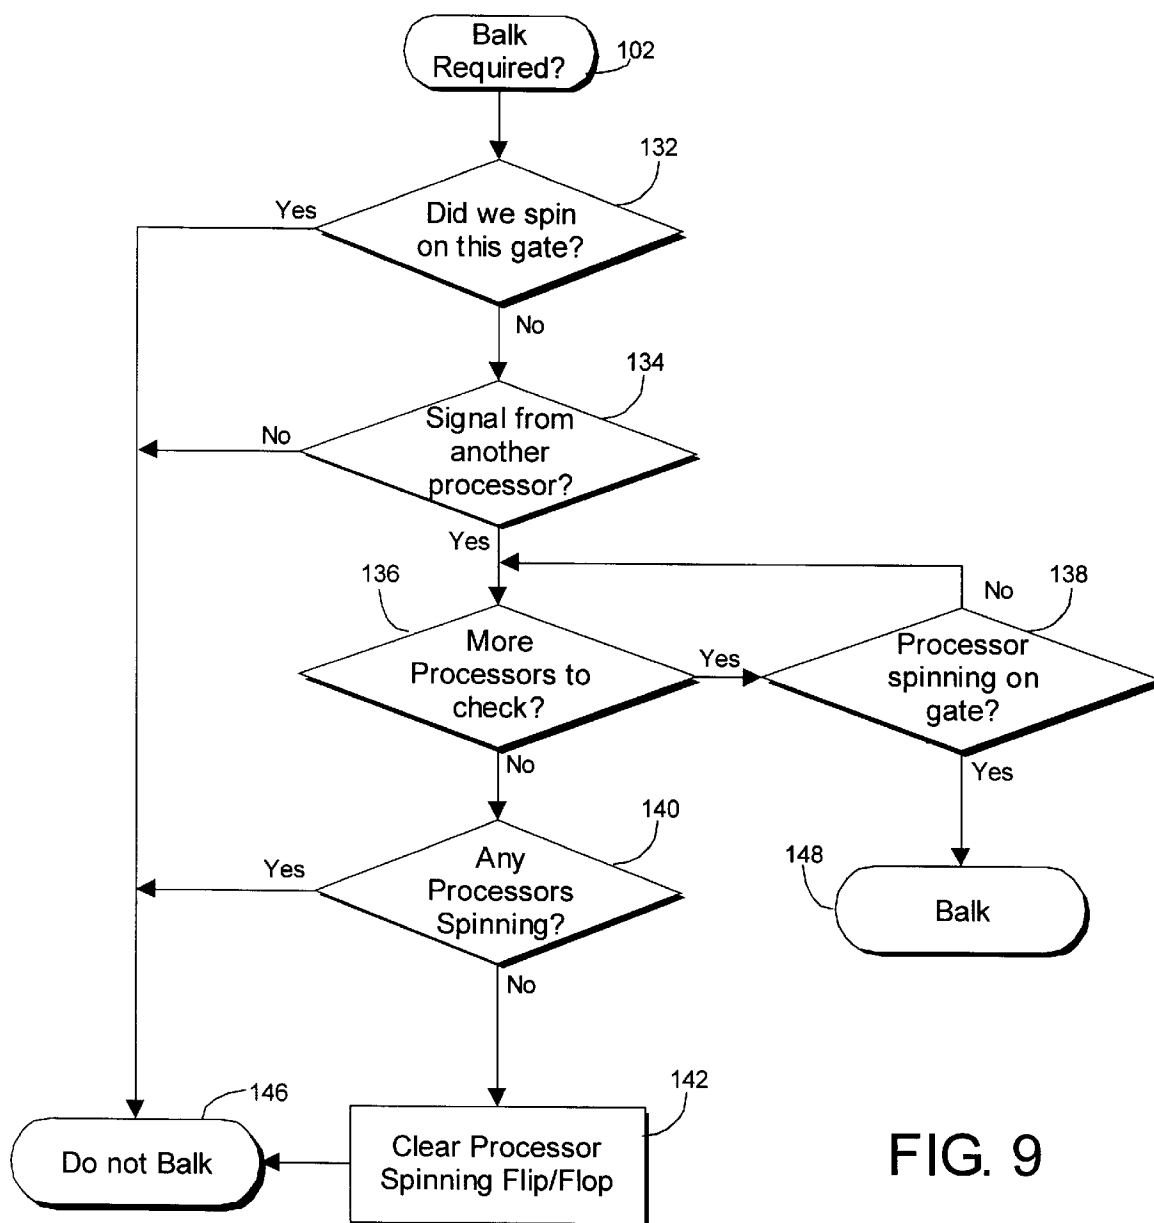 Balk
Required?
102
132
Yes
Did we spin
on this gate?
No
134
No
Signal from
another
processor?
Yes
136
No
138
More
Processors to
check?
Yes
Processor
spinning on
gate?
No
Yes
140
Yes
Any
Processors
Spinning?
148
Balk
No
146
142
Do not Balk
Clear Processor
Spinning Flip/Flop
FIG. 9